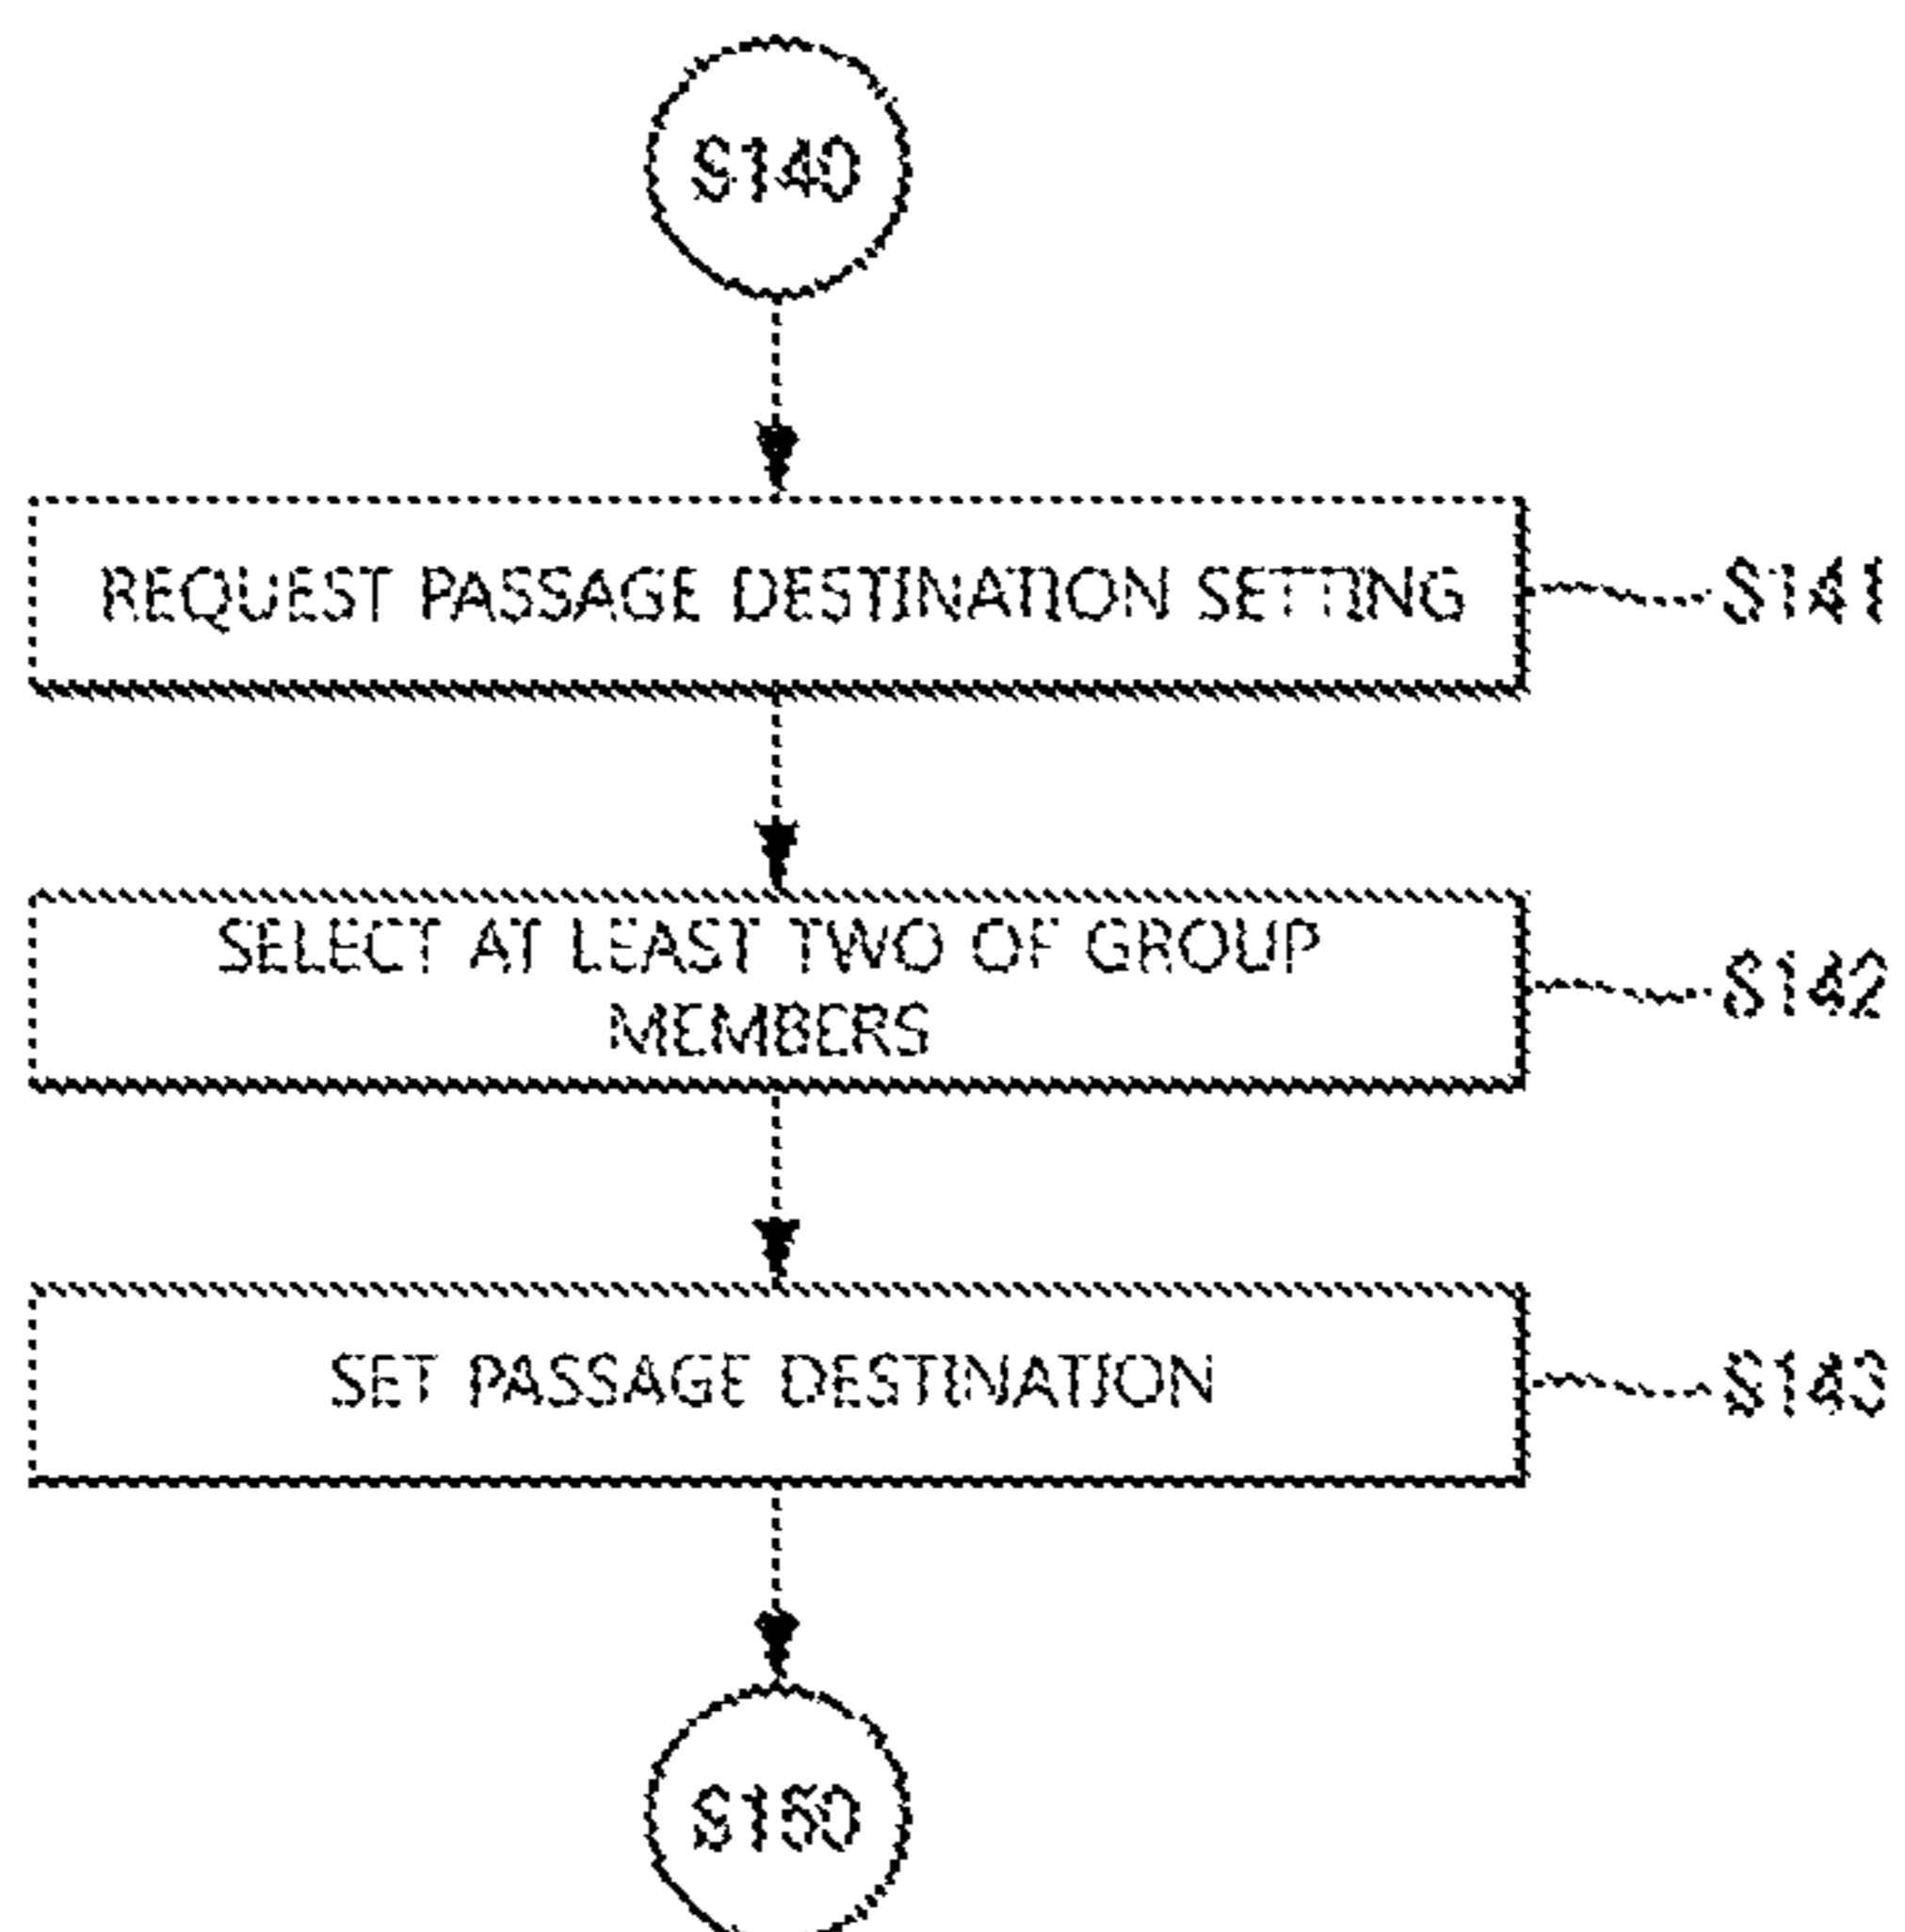 S140
REQUEST PASSAGE DESTINATION SETTING
S141
SELECT AT LEAST TWO OF GROUP
MEMBERS
S142
SET PASSAGE DESTINATION
S143
S150